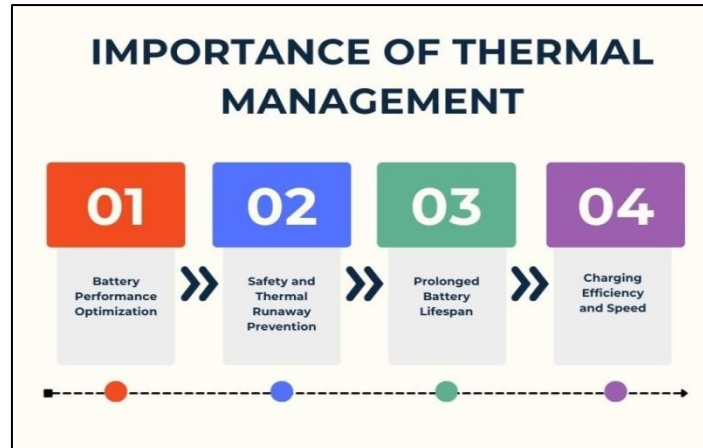 IMPORTANCE OF THERMAL
MANAGEMENT
01
Battery
Performance
Optimization
02
Safety and
Thermal
Runaway
Prevention
03
Prolonged
Battery
Lifespan
04
Charging
Efficiency
and Speed